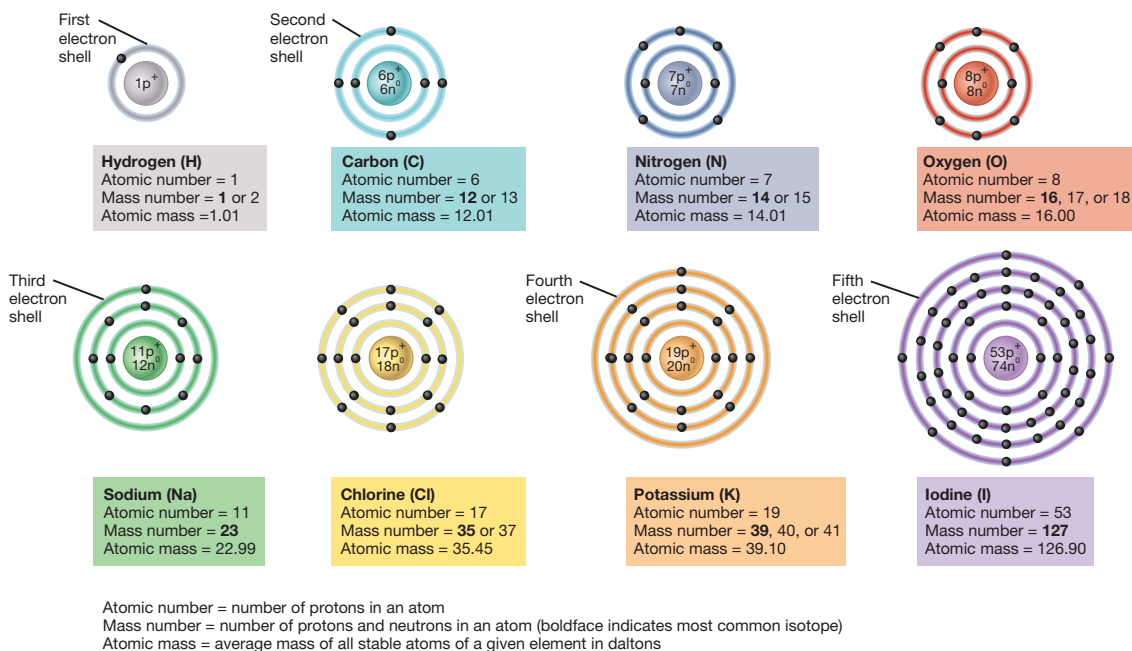 First
electron
shell
Second
electron
shell
1p+
6p+
6n0
7p+
7n0
8p+
8n0
Hydrogen (H)
Atomic number = 1
Mass number = 1 or 2
Atomic mass =1.01
Carbon (C)
Atomic number = 6
Mass number = 12 or 13
Atomic mass = 12.01
Nitrogen (N)
Atomic number = 7
Mass number = 14 or 15
Atomic mass = 14.01
Oxygen (O)
Atomic number = 8
Mass number = 16, 17, or 18
Atomic mass = 16.00
Third
electron
shell
Fourth
electron
shell
Fifth
electron
shell
11p+
12n0
17p+
18n0
19p+
20n0
53p+
74n0
Sodium (Na)
Atomic number = 11
Mass number = 23
Atomic mass = 22.99
Chlorine (Cl)
Atomic number = 17
Mass number = 35 or 37
Atomic mass = 35.45
Potassium (K)
Atomic number = 19
Mass number = 39, 40, or 41
Atomic mass = 39.10
Iodine (I)
Atomic number = 53
Mass number = 127
Atomic mass = 126.90
Atomic number = number of protons in an atom
Mass number = number of protons and neutrons in an atom (boldface indicates most common isotope)
Atomic mass = average mass of all stable atoms of a given element in daltons